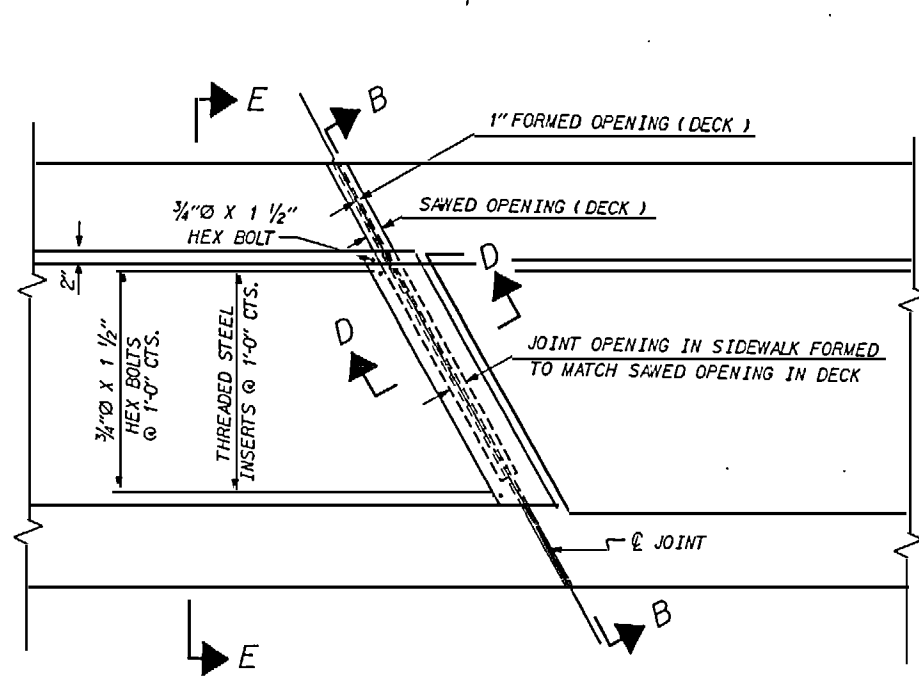 E
B
1" FORMED OPENING ( DECK )
3/4"Ø X 1 1/2"
HEX BOLT
SAWED OPENING ( DECK )
2"
D
D
3/4"Ø X 1 1/2"
HEX BOLTS
@ 1'-0" CTS.
THREADED STEEL
INSERTS @ 1'-0" CTS.
JOINT OPENING IN SIDEWALK FORMED
TO MATCH SAWED OPENING IN DECK
℄ JOINT
B
E